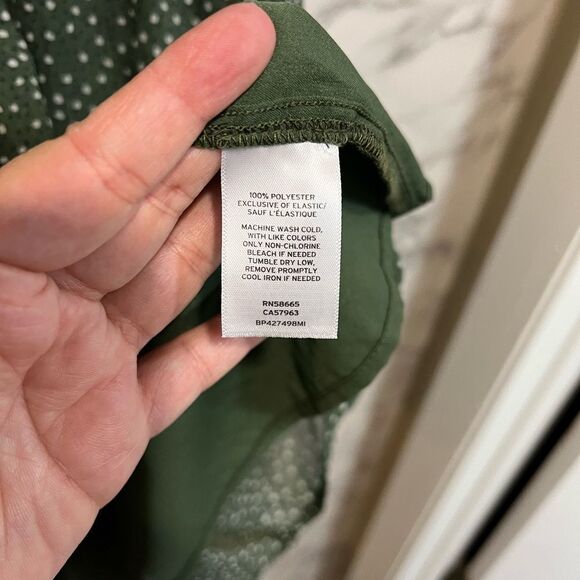 100% POLYESTER
EXCLUSIVE OF ELASTIC/
SAUF L'ÉLASTIQUE
MACHINE WASH COLD,
WITH LIKE COLORS
ONLY NON-CHLORINE
BLEACH IF NEEDED
TUMBLE DRY LOW,
REMOVE PROMPTLY
COOL IRON IF NEEDED
RN58665
CA57963
BP427498MI